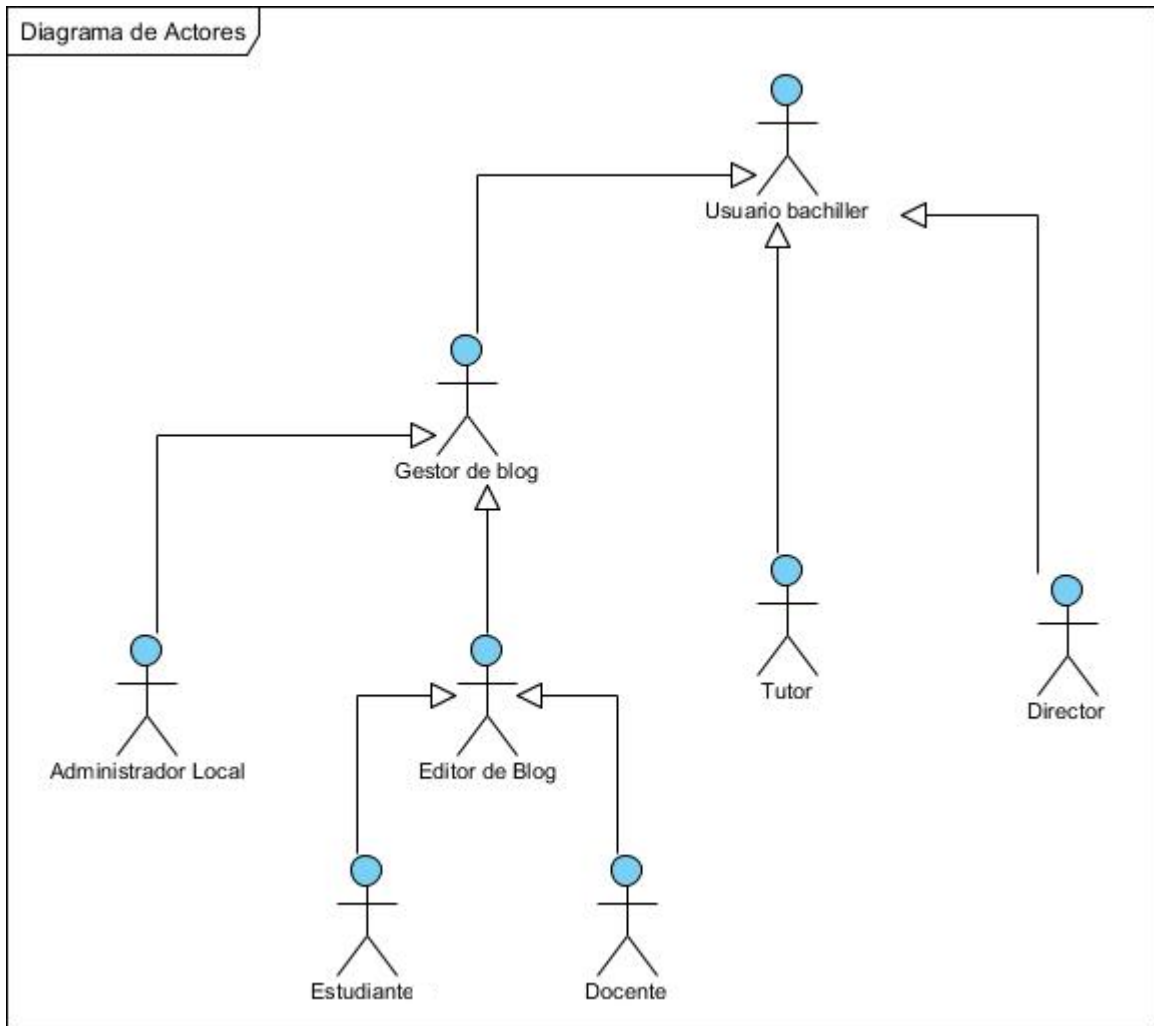 Diagrama de Actores
Usuario bachiller
Gestor de blog
Tutor
Director
Administrador Local
Editor de Blog
Estudiante
Docente